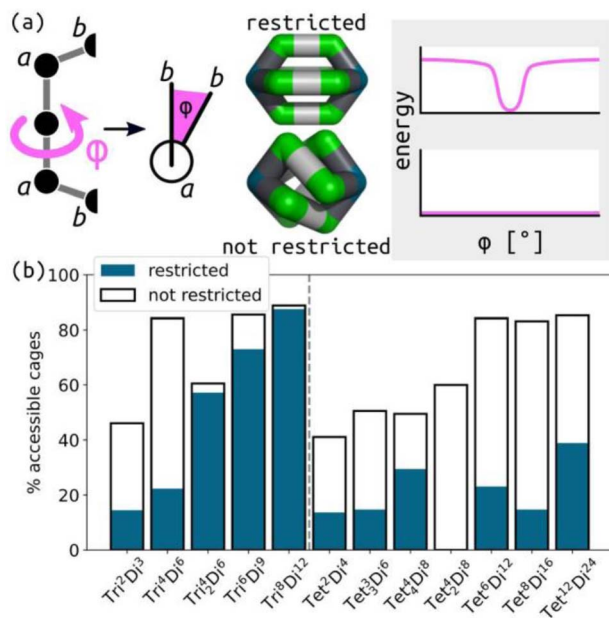 (a)
b
a
φ
a
b
b
b
φ
a
restricted
not restricted
energy
φ [°]
(b)
restricted
not restricted
% accessible cages
100
80
60
40
20
0
Tri²Di³
Tri⁴Di⁶
Tri⁴₂Di⁶
Tri⁶Di⁹
Tri⁸Di¹²
Tet²Di⁴
Tet³₃Di⁶
Tet⁴₄Di⁸
Tet⁴₂Di⁸
Tet⁶Di¹²
Tet⁸Di¹⁶
Tet¹²Di²⁴